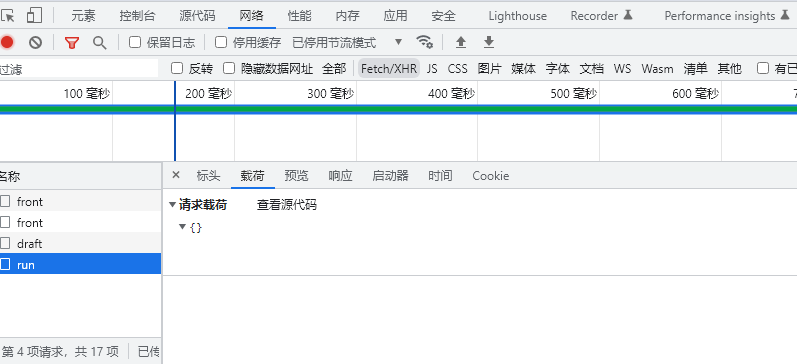 元素 控制台 源代码 网络 性能 内存 应用 安全 Lighthouse Recorder Performance insights
保留日志 停用缓存 已停用节流模式
过滤 反转 隐藏数据网址 全部 Fetch/XHR JS CSS 图片 媒体 字体 文档 WS Wasm 清单 其他 有已
100 毫秒 200 毫秒 300 毫秒 400 毫秒 500 毫秒 600 毫秒 7
名称 × 标头 载荷 预览 响应 启动器 时间 Cookie
front
请求载荷 查看源代码
front
{}
draft
run
第 4 项请求，共 17 项 已传